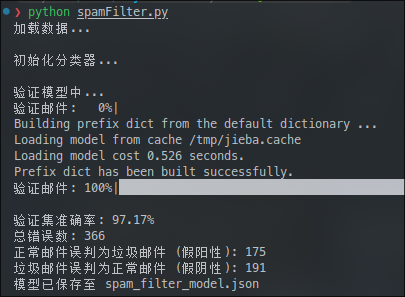 > python spamFilter.py
加载数据...
初始化分类器...
验证模型中...
验证邮件:   0%|
Building prefix dict from the default dictionary ...
Loading model from cache /tmp/jieba.cache
Loading model cost 0.526 seconds.
Prefix dict has been built successfully.
验证邮件: 100%|
验证集准确率: 97.17%
总错误数: 366
正常邮件误判为垃圾邮件 (假阳性): 175
垃圾邮件误判为正常邮件 (假阴性): 191
模型已保存至 spam_filter_model.json